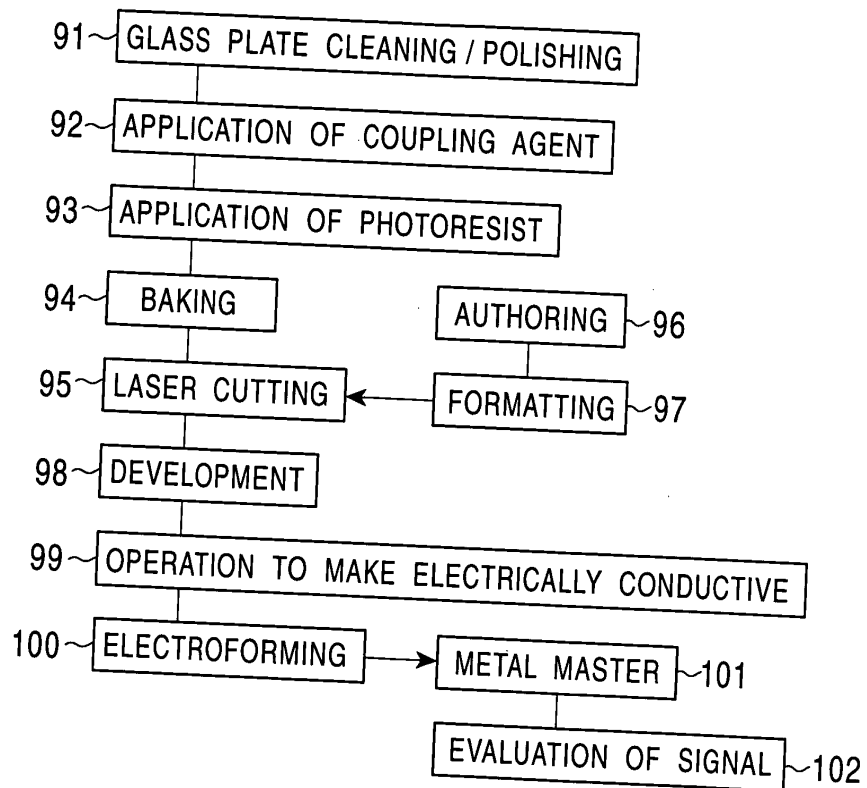 91 GLASS PLATE CLEANING / POLISHING
92 APPLICATION OF COUPLING AGENT
93 APPLICATION OF PHOTORESIST
94 BAKING
AUTHORING 96
95 LASER CUTTING
FORMATTING 97
98 DEVELOPMENT
99 OPERATION TO MAKE ELECTRICALLY CONDUCTIVE
100 ELECTROFORMING
METAL MASTER 101
EVALUATION OF SIGNAL 102